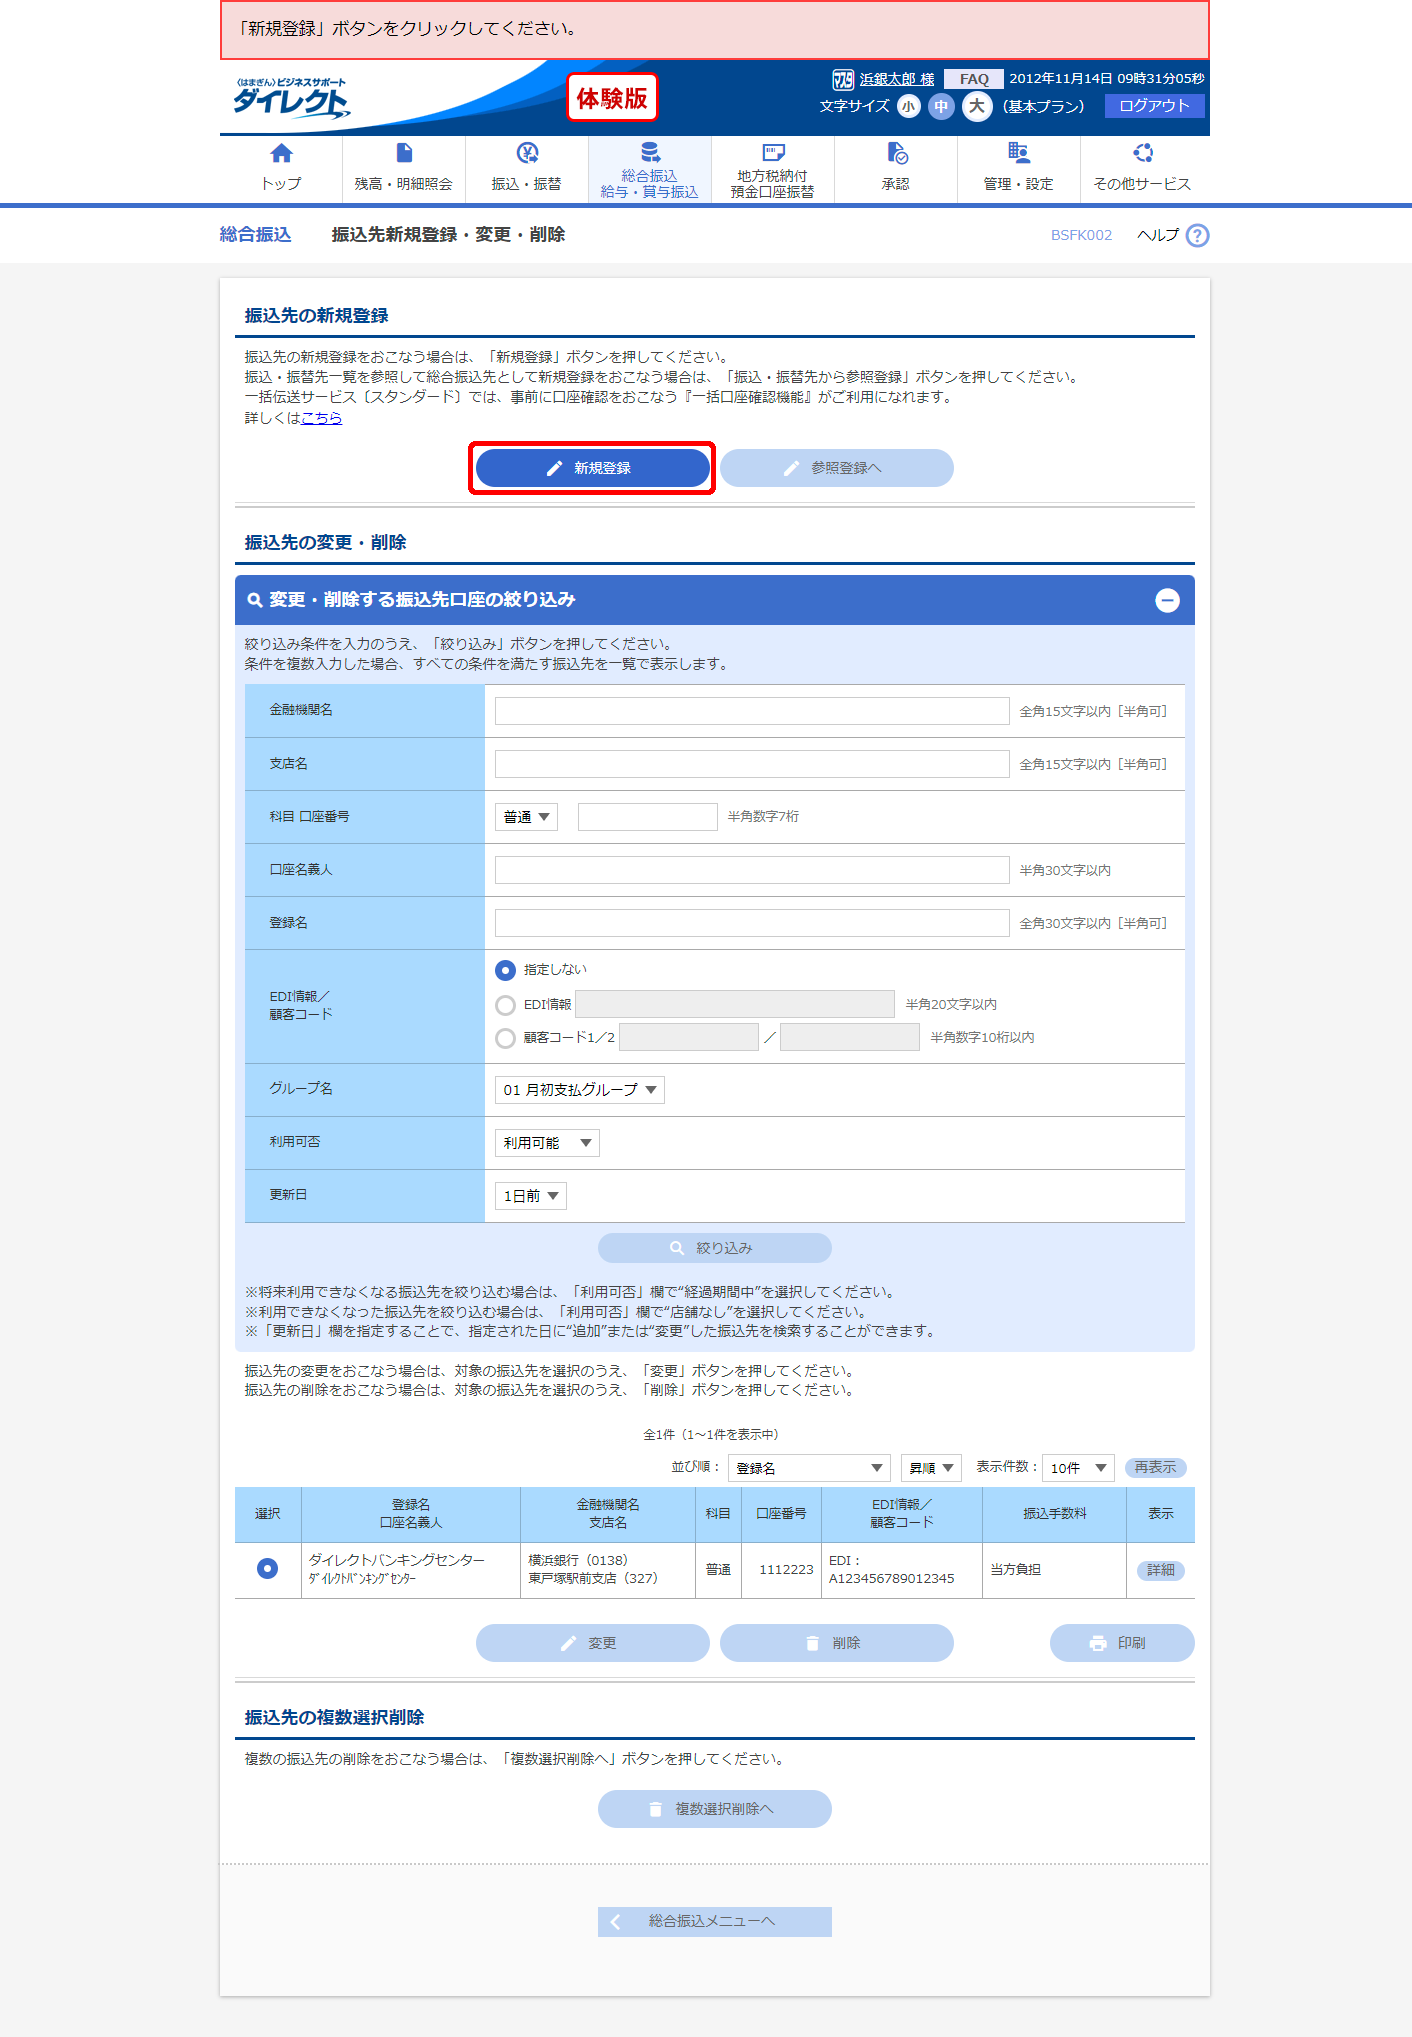 「新規登録」ボタンをクリックしてください。
〈はまぎん〉ビジネスサポート
ダイレクト
体験版
浜銀太郎 様
FAQ
2012年11月14日 09時31分05秒
文字サイズ 小 中 大 （基本プラン） ログアウト
トップ
残高・明細照会
振込・振替
総合振込
給与・賞与振込
地方税納付
預金口座振替
承認
管理・設定
その他サービス
総合振込 振込先新規登録・変更・削除 BSFK002 ヘルプ ?
振込先の新規登録
振込先の新規登録をおこなう場合は、「新規登録」ボタンを押してください。
振込・振替先一覧を参照して総合振込先として新規登録をおこなう場合は、「振込・振替先から参照登録」ボタンを押してください。
一括伝送サービス〔スタンダード〕では、事前に口座確認をおこなう『一括口座確認機能』がご利用になれます。
詳しくはこちら
新規登録 参照登録へ
振込先の変更・削除
変更・削除する振込先口座の絞り込み
絞り込み条件を入力のうえ、「絞り込み」ボタンを押してください。
条件を複数入力した場合、すべての条件を満たす振込先を一覧で表示します。
金融機関名 全角15文字以内［半角可］
支店名 全角15文字以内［半角可］
科目 口座番号 普通 半角数字7桁
口座名義人 半角30文字以内
登録名 全角30文字以内［半角可］
EDI情報／
顧客コード
指定しない
EDI情報 半角20文字以内
顧客コード1／2 ／ 半角数字10桁以内
グループ名 01 月初支払グループ
利用可否 利用可能
更新日 1日前
絞り込み
※将来利用できなくなる振込先を絞り込む場合は、「利用可否」欄で“経過期間中”を選択してください。
※利用できなくなった振込先を絞り込む場合は、「利用可否」欄で“店舗なし”を選択してください。
※「更新日」欄を指定することで、指定された日に“追加”または“変更”した振込先を検索することができます。
振込先の変更をおこなう場合は、対象の振込先を選択のうえ、「変更」ボタンを押してください。
振込先の削除をおこなう場合は、対象の振込先を選択のうえ、「削除」ボタンを押してください。
全1件（1～1件を表示中）
並び順： 登録名 昇順 表示件数： 10件 再表示
選択
登録名
口座名義人
金融機関名
支店名
科目
口座番号
EDI情報／
顧客コード
振込手数料
表示
ダイレクトバンキングセンター
ﾀﾞｲﾚｸﾄﾊﾞﾝｷﾝｸﾞｾﾝﾀｰ
横浜銀行（0138）
東戸塚駅前支店（327）
普通
1112223
EDI：
A123456789012345
当方負担
詳細
変更 削除 印刷
振込先の複数選択削除
複数の振込先の削除をおこなう場合は、「複数選択削除へ」ボタンを押してください。
複数選択削除へ
総合振込メニューへ